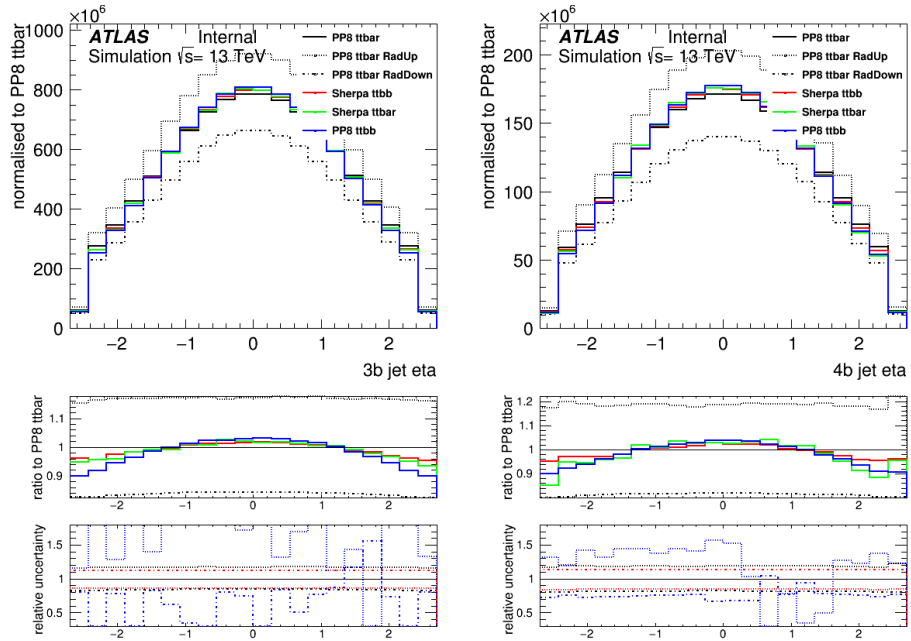 ×10⁶
ATLAS Internal
Simulation √s= 13 TeV
PP8 ttbar
PP8 ttbar RadUp
PP8 ttbar RadDown
Sherpa ttbb
Sherpa ttbar
PP8 ttbb
normalised to PP8 ttbar
1000
800
600
400
200
0
−2 −1 0 1 2
3b jet eta
ratio to PP8 ttbar
1.1
1
0.9
−2 −1 0 1 2
relative uncertainty
1.5
1
0.5
−2 −1 0 1 2
×10⁶
ATLAS Internal
Simulation √s= 13 TeV
PP8 ttbar
PP8 ttbar RadUp
PP8 ttbar RadDown
Sherpa ttbb
Sherpa ttbar
PP8 ttbb
normalised to PP8 ttbar
200
150
100
50
0
−2 −1 0 1 2
4b jet eta
ratio to PP8 ttbar
1.2
1.1
1
0.9
−2 −1 0 1 2
relative uncertainty
1.5
1
0.5
−2 −1 0 1 2